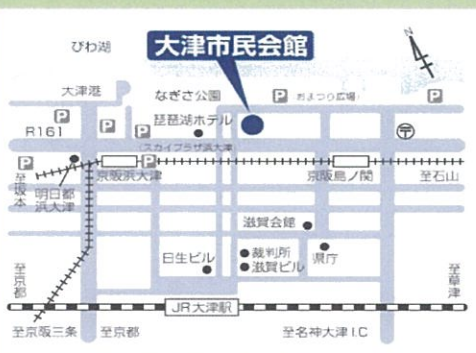 びわ湖
大津市民会館
N
大津港
なぎさ公園
P
おまつり広場
P
P
P
P
琵琶湖ホテル
〒
R161
(スカイプラザ浜大津)
P
P
京阪浜大津
京阪島ノ関
至石山
至坂本
明日都
浜大津
滋賀会館
日生ビル
裁判所
滋賀ビル
県庁
至京都
至草津
JR大津駅
至京阪三条
至京都
至名神大津I.C